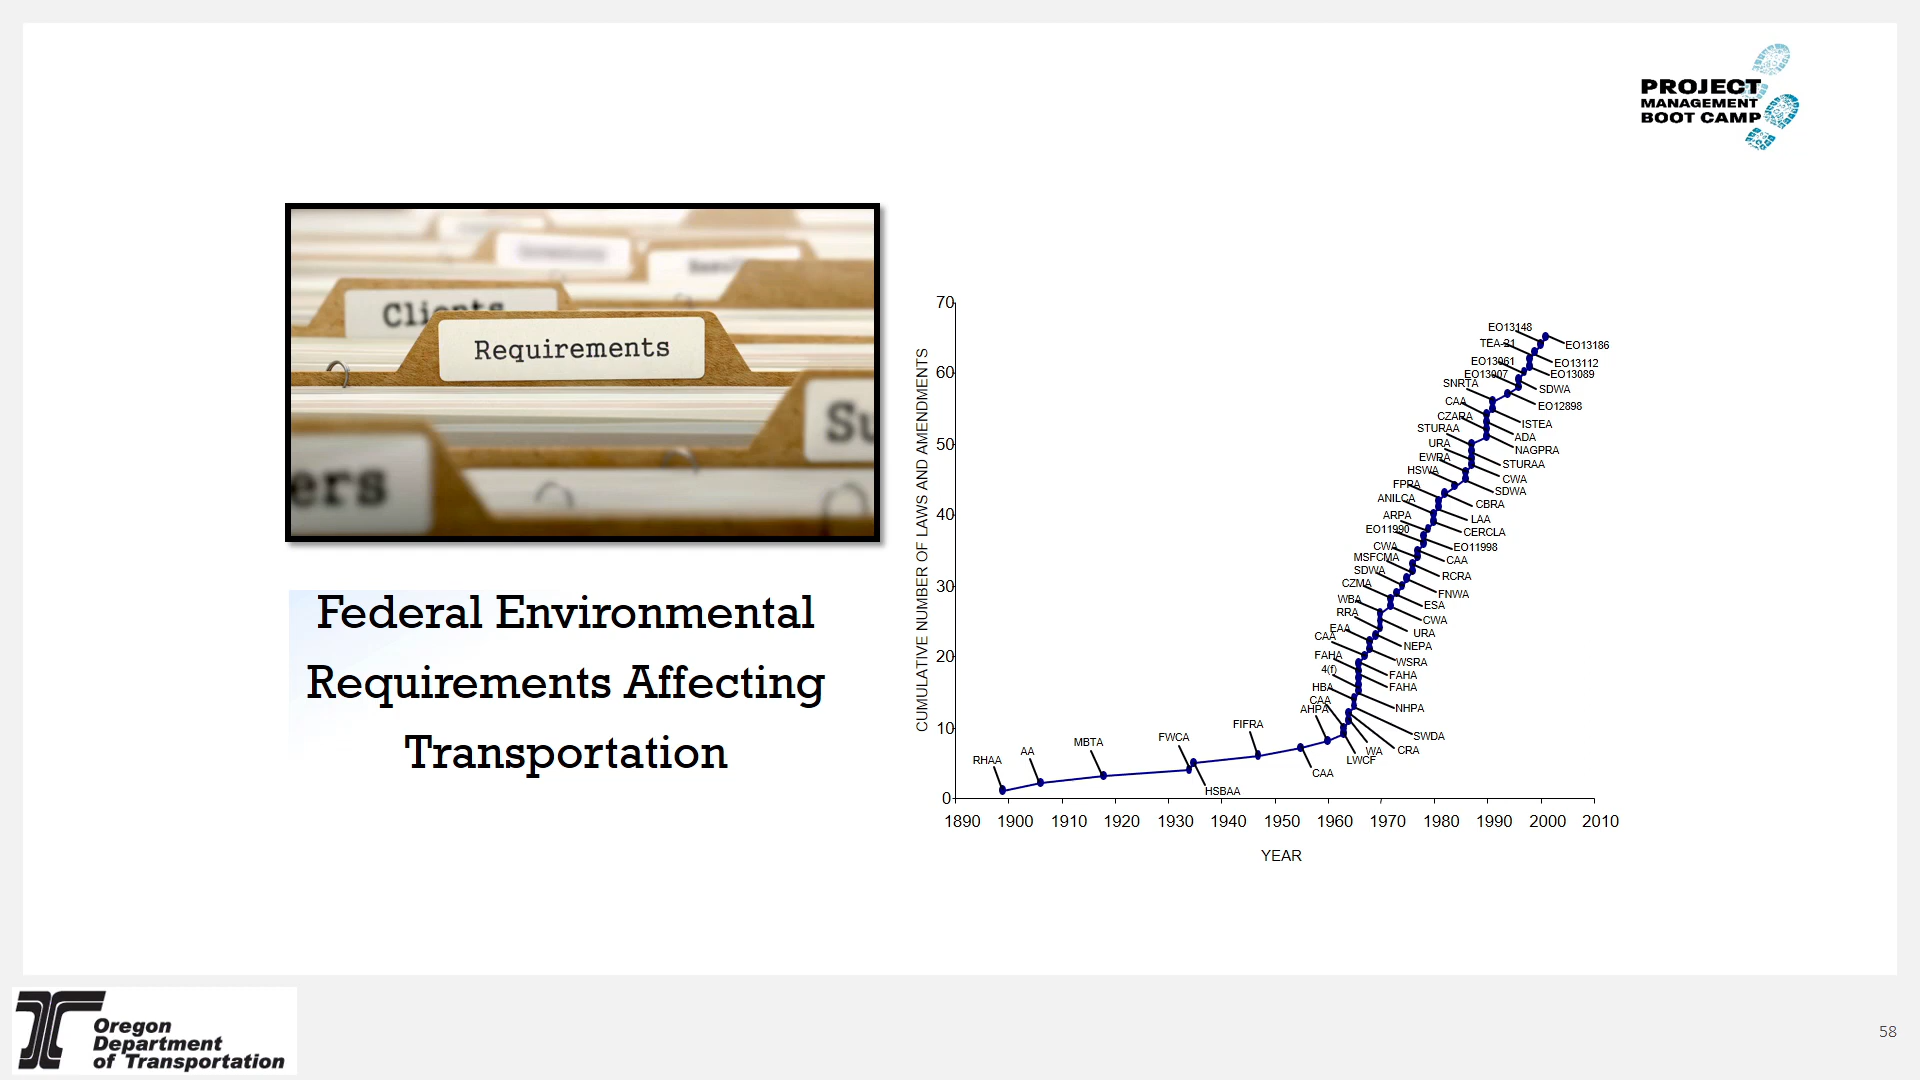 PROJECT
MANAGEMENT
BOOT CAMP
Clients
Requirements
Su
ers
Federal Environmental
Requirements Affecting
Transportation
CUMULATIVE NUMBER OF LAWS AND AMENDMENTS
70
60
50
40
30
20
10
0
EO13148
EO13186
TEA-21
EO13112
EO13061
EO13089
EO13007
SDWA
SNRTA
EO12898
CAA
CZARA
ISTEA
STURAA
ADA
URA
NAGPRA
EWRA
STURAA
HSWA
CWA
FPPA
SDWA
ANILCA
CBRA
ARPA
LAA
EO11990
CERCLA
CWA
EO11998
MSFCMA
CAA
SDWA
RCRA
CZMA
FNWA
WBA
ESA
RRA
CWA
EAA
URA
CAA
NEPA
FAHA
WSRA
4(f)
FAHA
HBA
FAHA
CAA
NHPA
AHPA
SWDA
FIFRA
CRA
WA
LWCF
FWCA
MBTA
AA
RHAA
CAA
HSBAA
1890 1900 1910 1920 1930 1940 1950 1960 1970 1980 1990 2000 2010
YEAR
Oregon
Department
of Transportation
58